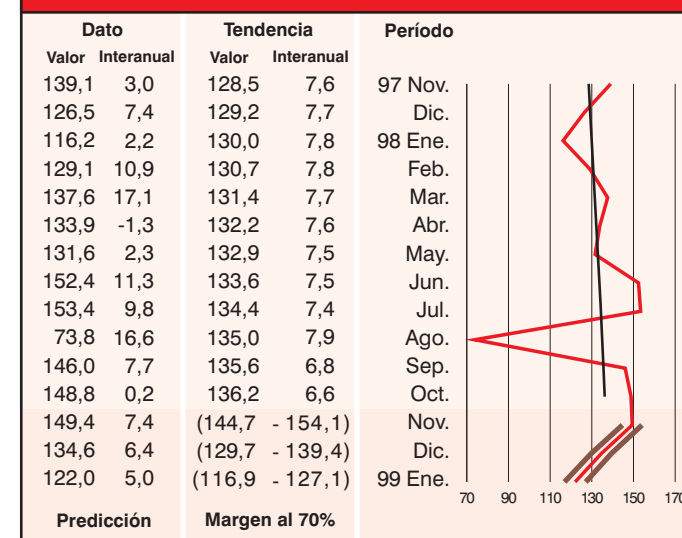 Dato Tendencia Período
Valor Interanual Valor Interanual
139,1 3,0 128,5 7,6 97 Nov.
126,5 7,4 129,2 7,7 Dic.
116,2 2,2 130,0 7,8 98 Ene.
129,1 10,9 130,7 7,8 Feb.
137,6 17,1 131,4 7,7 Mar.
133,9 -1,3 132,2 7,6 Abr.
131,6 2,3 132,9 7,5 May.
152,4 11,3 133,6 7,5 Jun.
153,4 9,8 134,4 7,4 Jul.
73,8 16,6 135,0 7,9 Ago.
146,0 7,7 135,6 6,8 Sep.
148,8 0,2 136,2 6,6 Oct.
149,4 7,4 (144,7 - 154,1) Nov.
134,6 6,4 (129,7 - 139,4) Dic.
122,0 5,0 (116,9 - 127,1) 99 Ene.
70 90 110 130 150 170
Predicción Margen al 70%